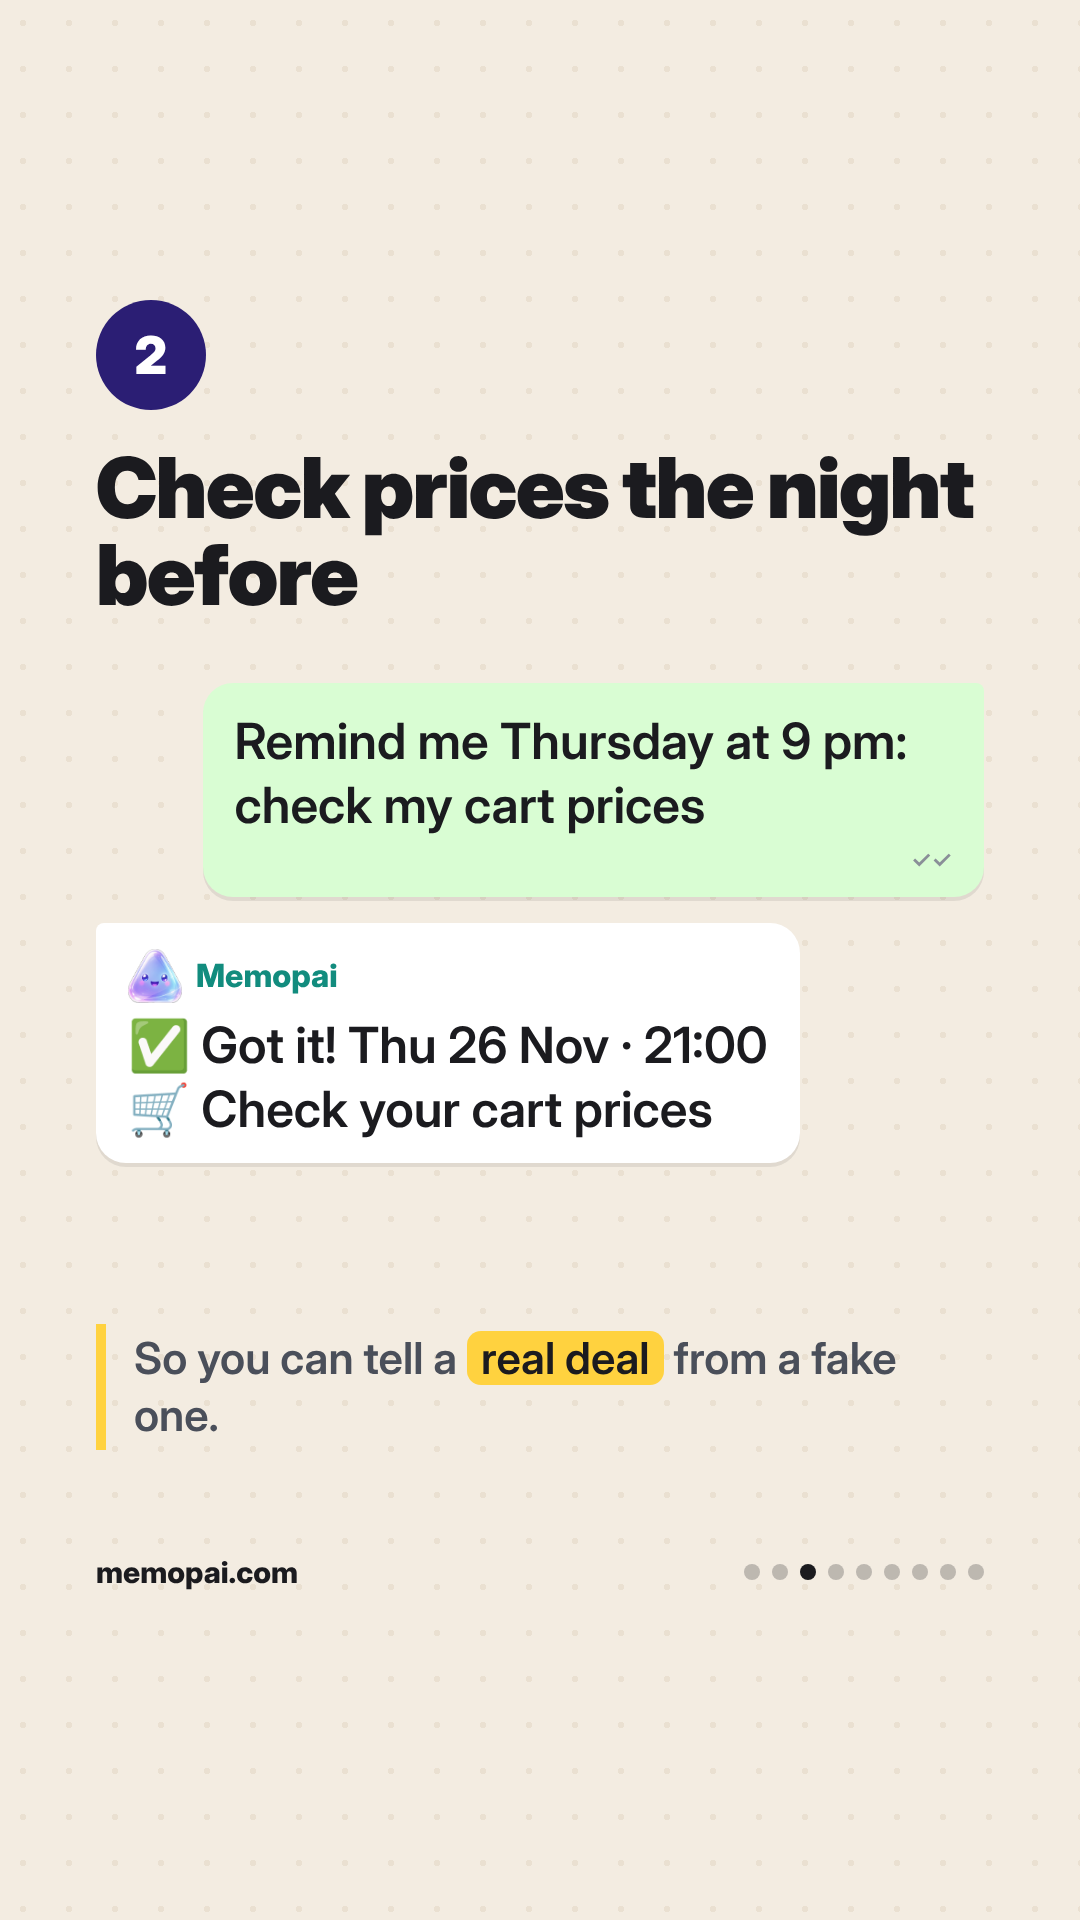 2
Check prices the night
before
Remind me Thursday at 9 pm:
check my cart prices
Memopai
✅ Got it! Thu 26 Nov · 21:00
🛒 Check your cart prices
So you can tell a real deal from a fake
one.
memopai.com